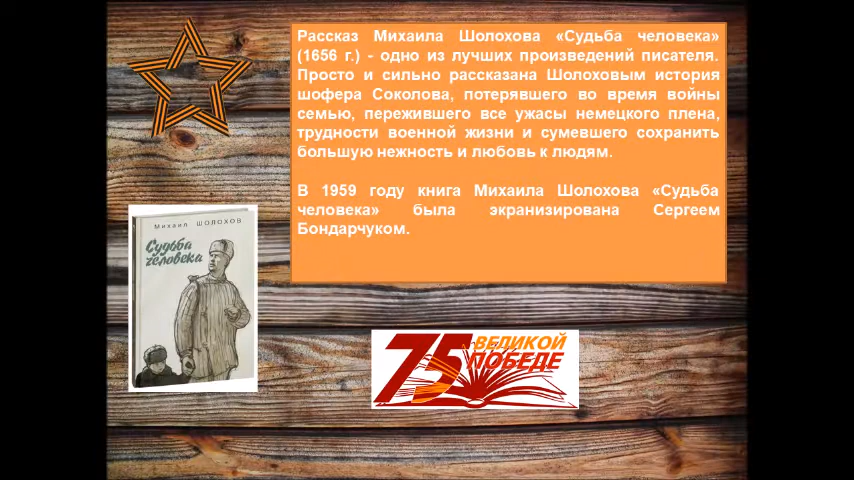 Рассказ Михаила Шолохова «Судьба человека»
(1656 г.) - одно из лучших произведений писателя.
Просто и сильно рассказана Шолоховым история
шофера Соколова, потерявшего во время войны
семью, пережившего все ужасы немецкого плена,
трудности военной жизни и сумевшего сохранить
большую нежность и любовь к людям.
В 1959 году книга Михаила Шолохова «Судьба
человека» была экранизирована Сергеем
Бондарчуком.
Михаил ШОЛОХОВ
Судьба
человека
75 ВЕЛИКОЙ
ПОБЕДЕ